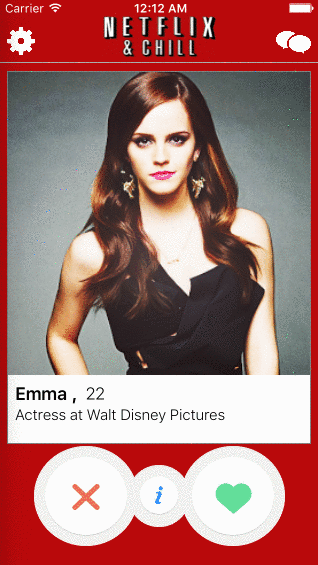 Carrier 12:12 AM
NETFLIX
& CHILL
Emma , 22
Actress at Walt Disney Pictures
i